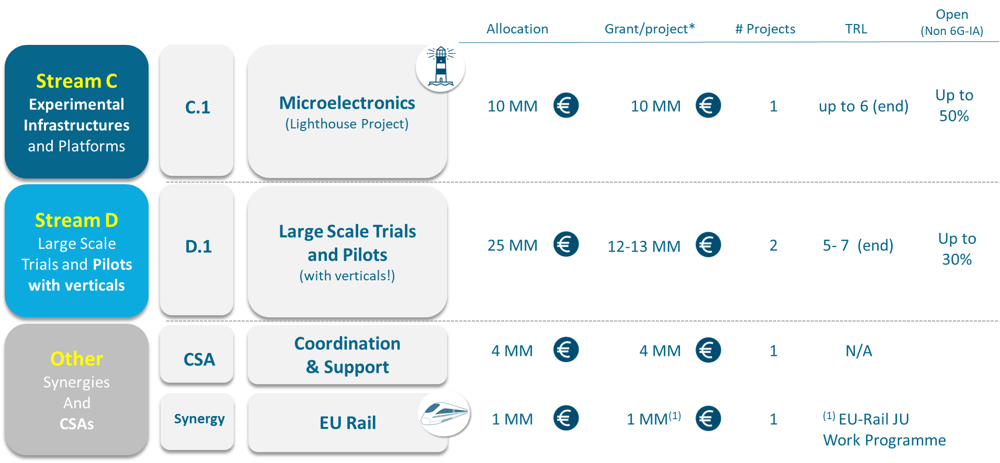 Allocation
Grant/project*
# Projects
TRL
Open
(Non 6G-IA)
Stream C
Experimental
Infrastructures
and Platforms
C.1
Microelectronics
(Lighthouse Project)
10 MM €
10 MM €
1
up to 6 (end)
Up to
50%
Stream D
Large Scale
Trials and Pilots
with verticals
D.1
Large Scale Trials
and Pilots
(with verticals!)
25 MM €
12-13 MM €
2
5- 7 (end)
Up to
30%
Other
Synergies
And
CSAs
CSA
Coordination
& Support
4 MM €
4 MM €
1
N/A
Synergy
EU Rail
1 MM €
1 MM(1) €
1
(1) EU-Rail JU
Work Programme